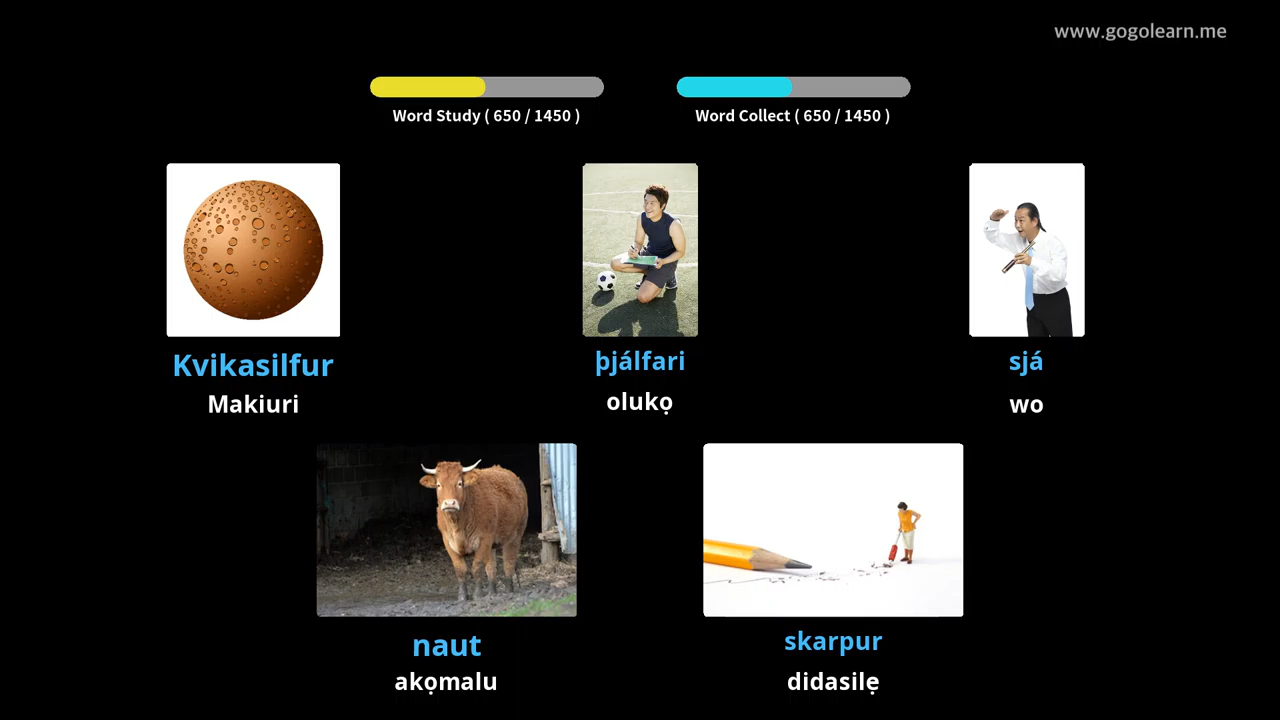 www.gogolearn.me
Word Study ( 650 / 1450 )
Word Collect ( 650 / 1450 )
Kvikasilfur
Makiuri
þjálfari
olukọ
sjá
wo
naut
akọmalu
skarpur
didasilẹ